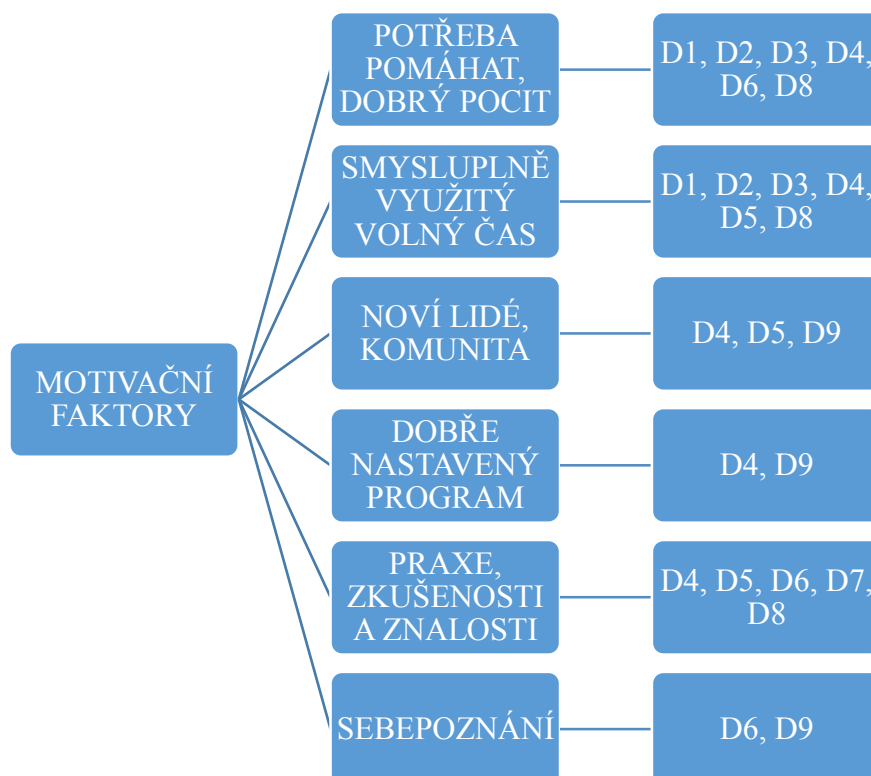 MOTIVAČNÍ
FAKTORY
POTŘEBA
POMÁHAT,
DOBRÝ POCIT
D1, D2, D3, D4,
D6, D8
SMYSLUPLNĚ
VYUŽITÝ
VOLNÝ ČAS
D1, D2, D3, D4,
D5, D8
NOVÍ LIDÉ,
KOMUNITA
D4, D5, D9
DOBŘE
NASTAVENÝ
PROGRAM
D4, D9
PRAXE,
ZKUŠENOSTI
A ZNALOSTI
D4, D5, D6, D7,
D8
SEBEPOZNÁNÍ
D6, D9